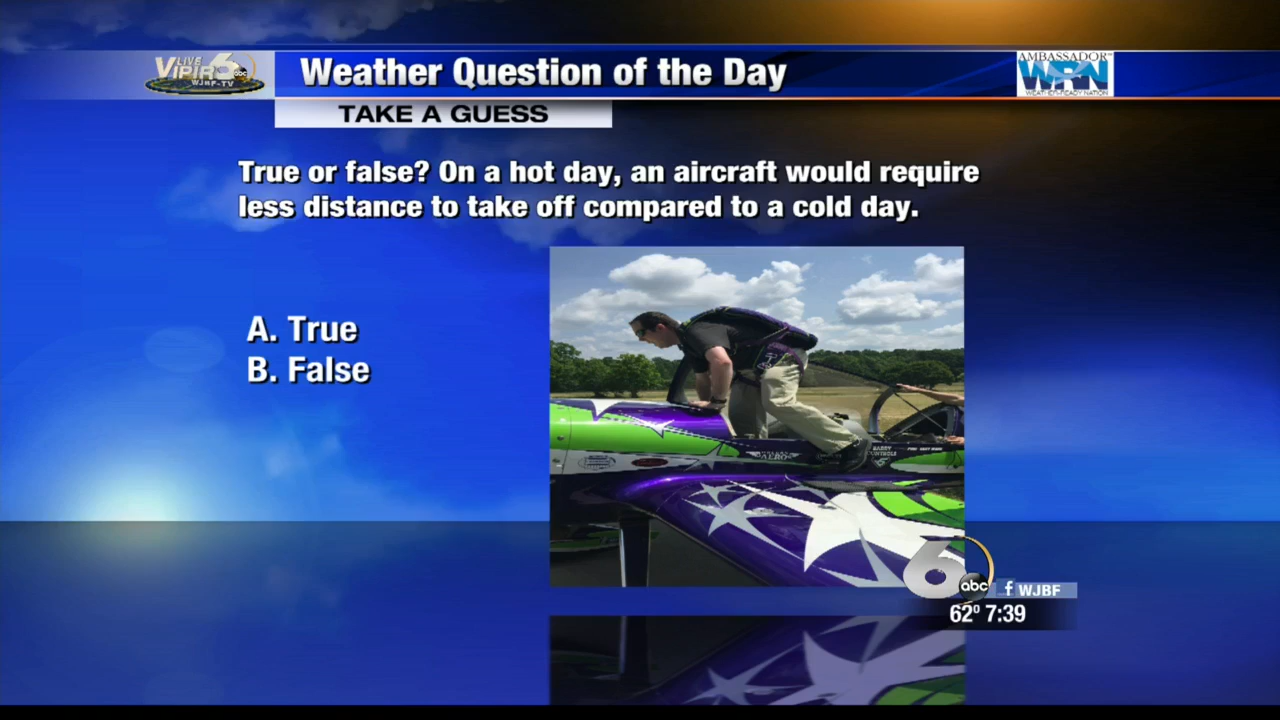 LIVE
VIPIR 6 abc
WJBF-TV
Weather Question of the Day
AMBASSADOR
WRN
WEATHER-READY NATION
TAKE A GUESS
True or false? On a hot day, an aircraft would require
less distance to take off compared to a cold day.
A. True
B. False
6
abc
f WJBF
62º 7:39